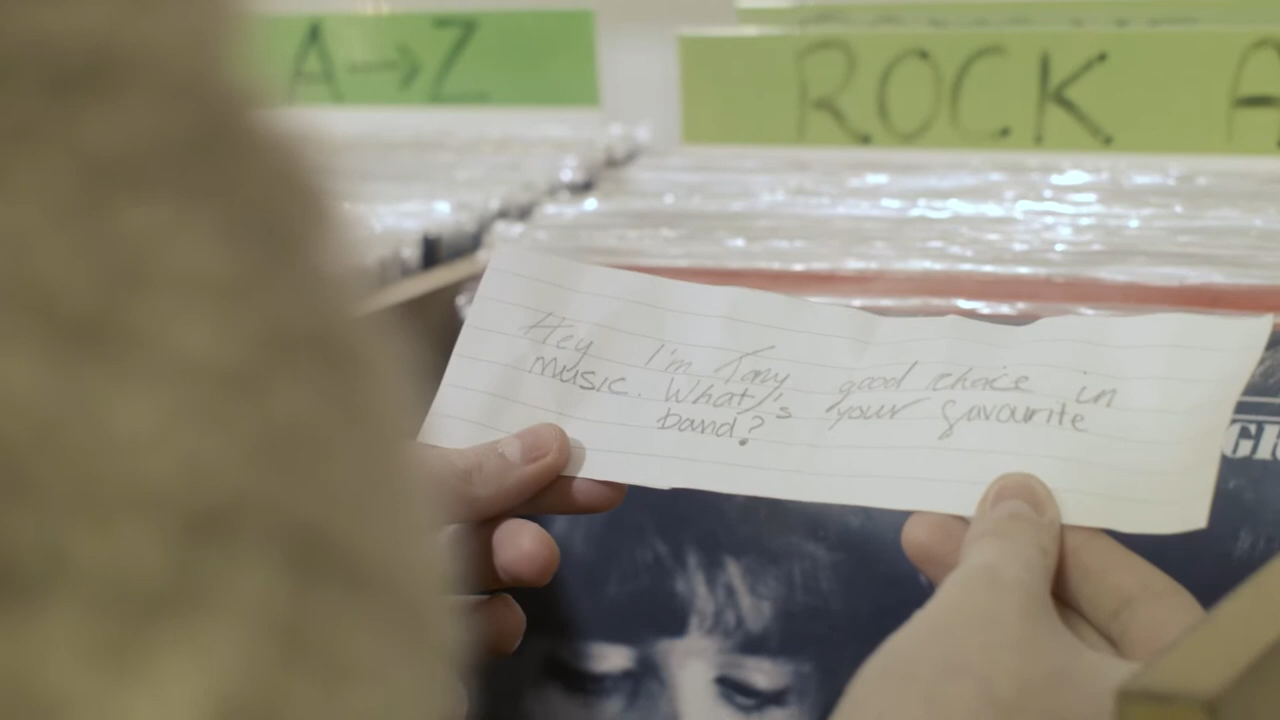 A→Z
ROCK A
Hey I'm Tony good choice in
music. What's your favourite
band?